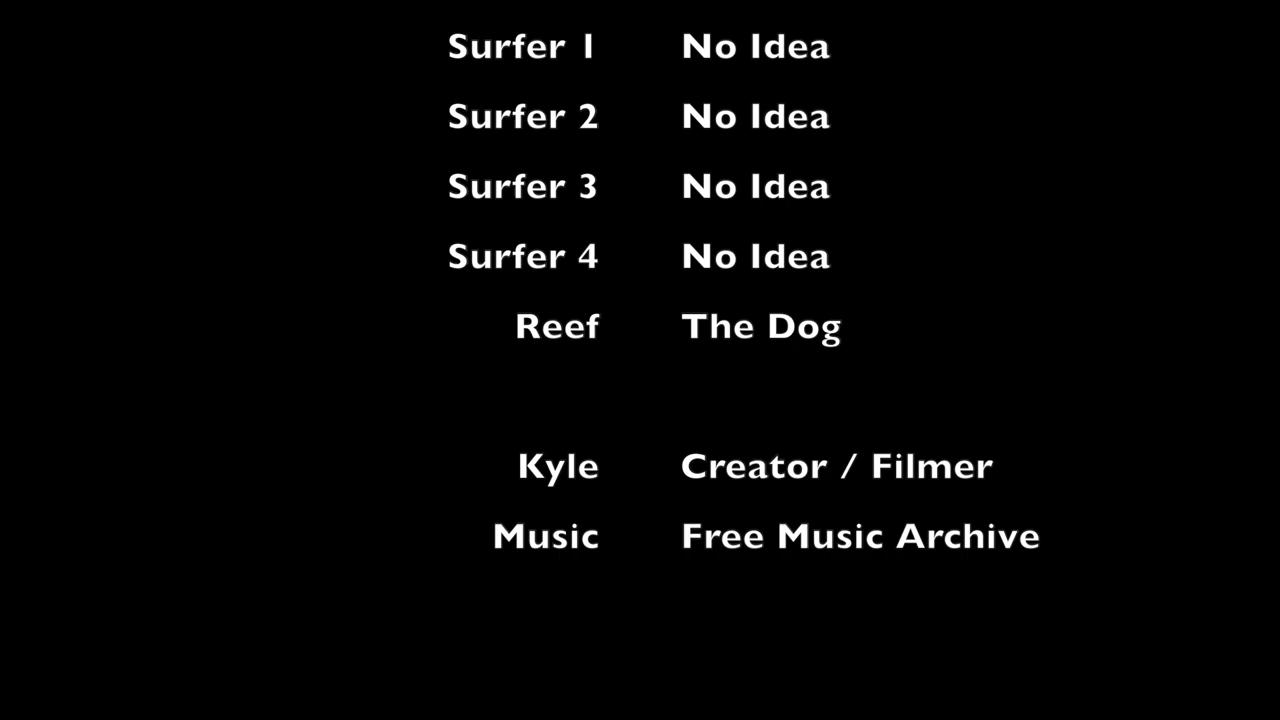 Surfer 1 No Idea
Surfer 2 No Idea
Surfer 3 No Idea
Surfer 4 No Idea
Reef The Dog
Kyle Creator / Filmer
Music Free Music Archive